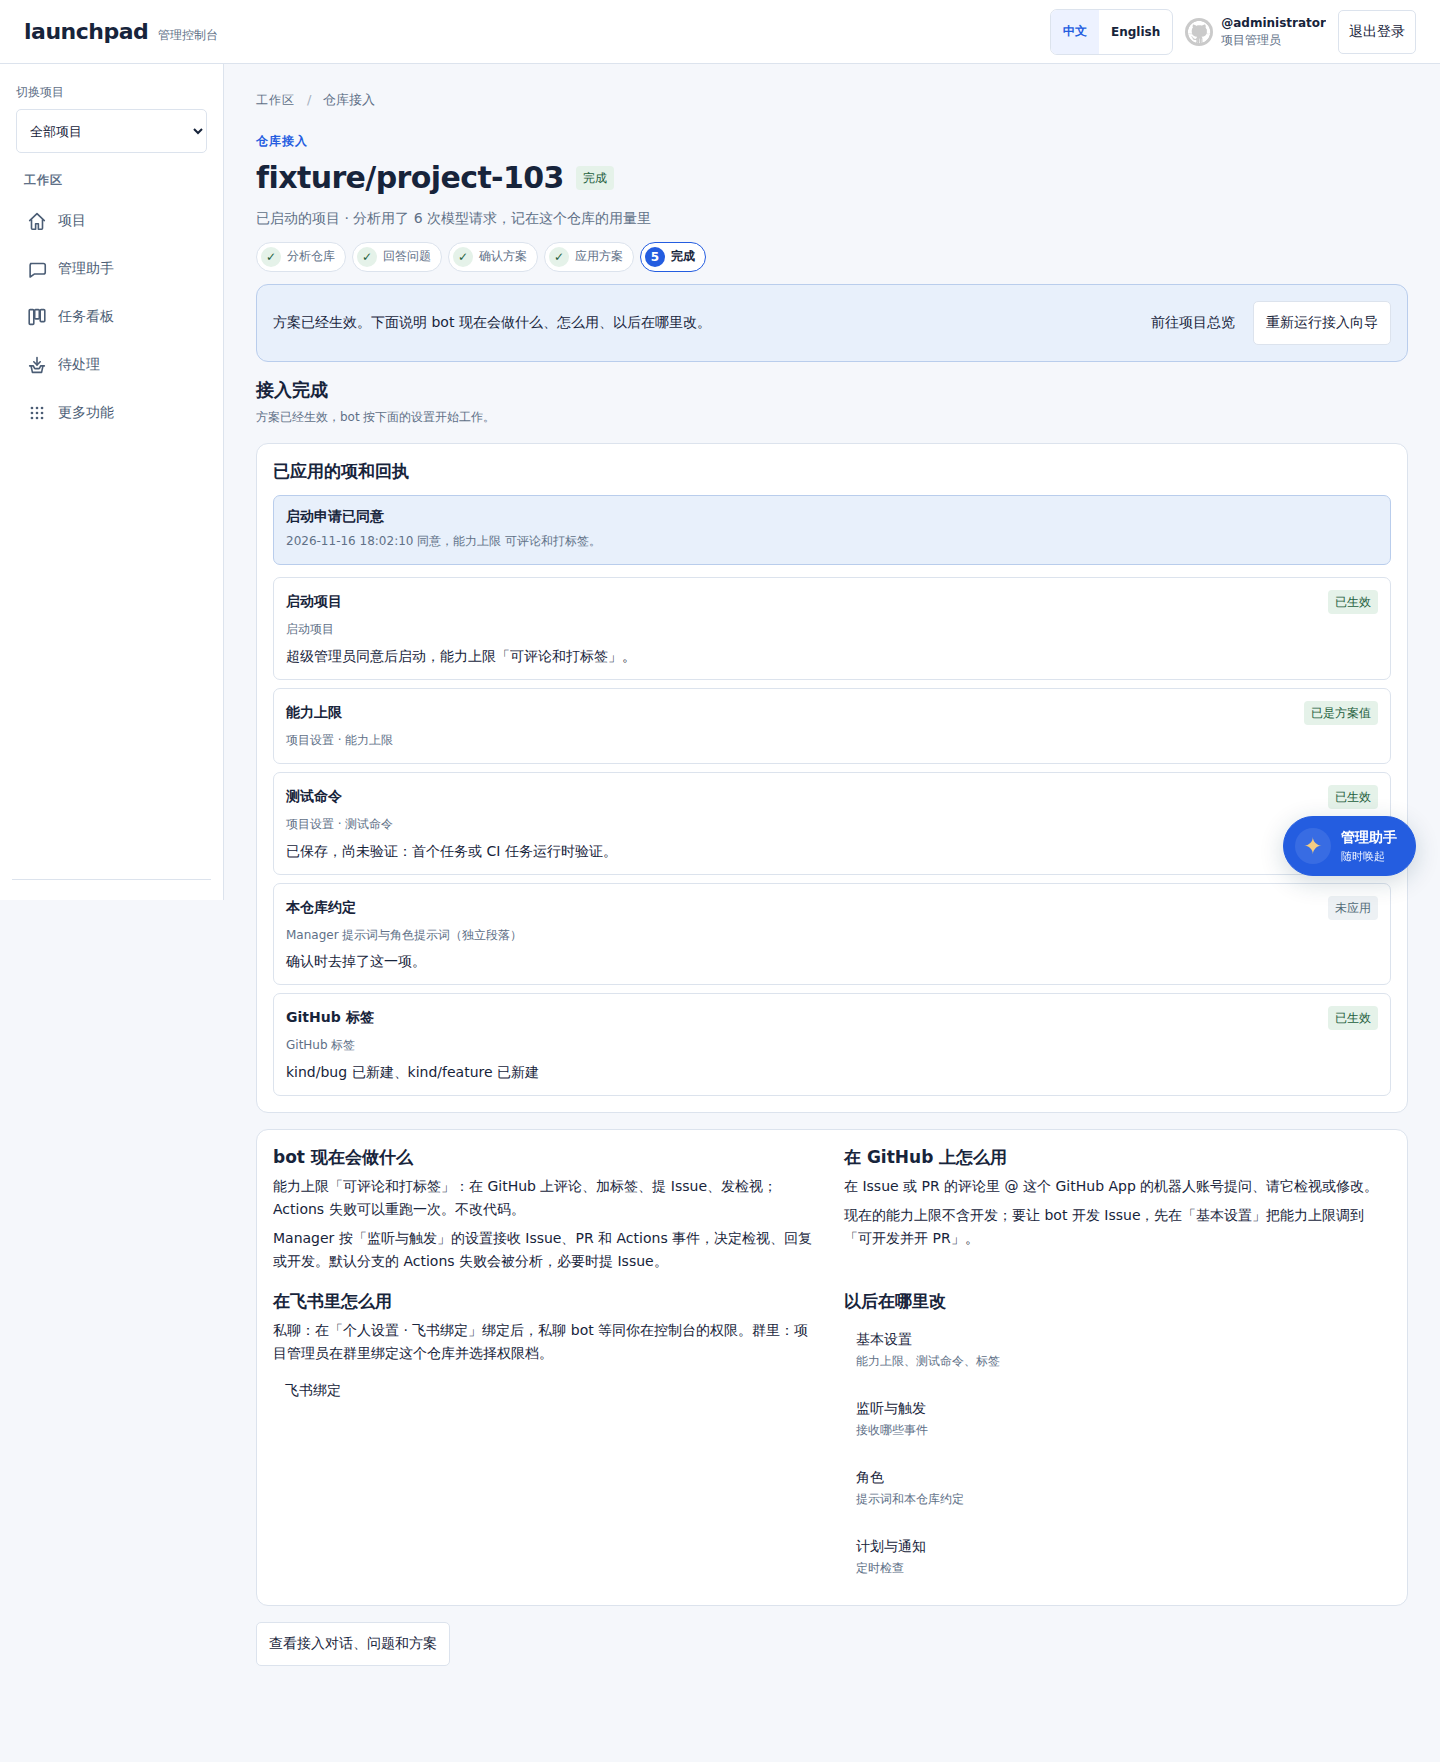 launchpad 管理控制台
中文 English
@administrator
项目管理员
退出登录
切换项目
全部项目
工作区
项目
管理助手
任务看板
待处理
更多功能
工作区 / 仓库接入
仓库接入
fixture/project-103 完成
已启动的项目 · 分析用了 6 次模型请求，记在这个仓库的用量里
✓ 分析仓库 ✓ 回答问题 ✓ 确认方案 ✓ 应用方案 5 完成
方案已经生效。下面说明 bot 现在会做什么、怎么用、以后在哪里改。
前往项目总览 重新运行接入向导
接入完成
方案已经生效，bot 按下面的设置开始工作。
已应用的项和回执
启动申请已同意
2026-11-16 18:02:10 同意，能力上限 可评论和打标签。
启动项目 已生效
启动项目
超级管理员同意后启动，能力上限「可评论和打标签」。
能力上限 已是方案值
项目设置 · 能力上限
测试命令 已生效
项目设置 · 测试命令
已保存，尚未验证：首个任务或 CI 任务运行时验证。
管理助手
随时唤起
本仓库约定 未应用
Manager 提示词与角色提示词（独立段落）
确认时去掉了这一项。
GitHub 标签 已生效
GitHub 标签
kind/bug 已新建、kind/feature 已新建
bot 现在会做什么
能力上限「可评论和打标签」：在 GitHub 上评论、加标签、提 Issue、发检视；
Actions 失败可以重跑一次。不改代码。
Manager 按「监听与触发」的设置接收 Issue、PR 和 Actions 事件，决定检视、回复
或开发。默认分支的 Actions 失败会被分析，必要时提 Issue。
在 GitHub 上怎么用
在 Issue 或 PR 的评论里 @ 这个 GitHub App 的机器人账号提问、请它检视或修改。
现在的能力上限不含开发；要让 bot 开发 Issue，先在「基本设置」把能力上限调到
「可开发并开 PR」。
在飞书里怎么用
私聊：在「个人设置 · 飞书绑定」绑定后，私聊 bot 等同你在控制台的权限。群里：项
目管理员在群里绑定这个仓库并选择权限档。
飞书绑定
以后在哪里改
基本设置
能力上限、测试命令、标签
监听与触发
接收哪些事件
角色
提示词和本仓库约定
计划与通知
定时检查
查看接入对话、问题和方案